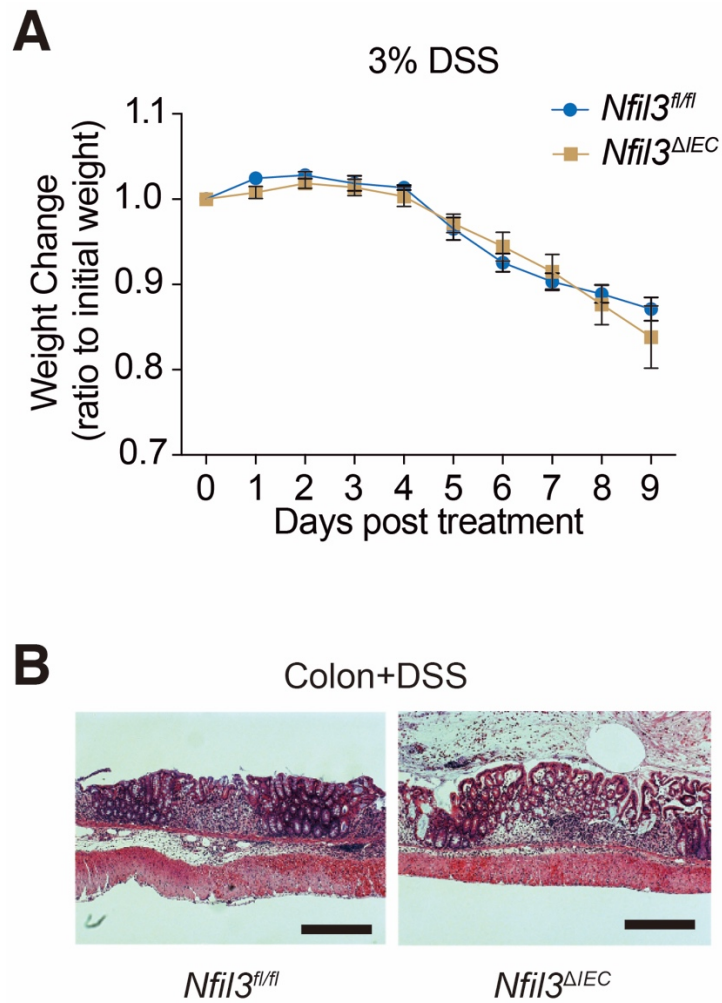 A
3% DSS
Nfil3fl/fl
Nfil3ΔIEC
Weight Change
(ratio to initial weight)
1.1
1.0
0.9
0.8
0.7
0 1 2 3 4 5 6 7 8 9
Days post treatment
B
Colon+DSS
Nfil3fl/fl Nfil3ΔIEC